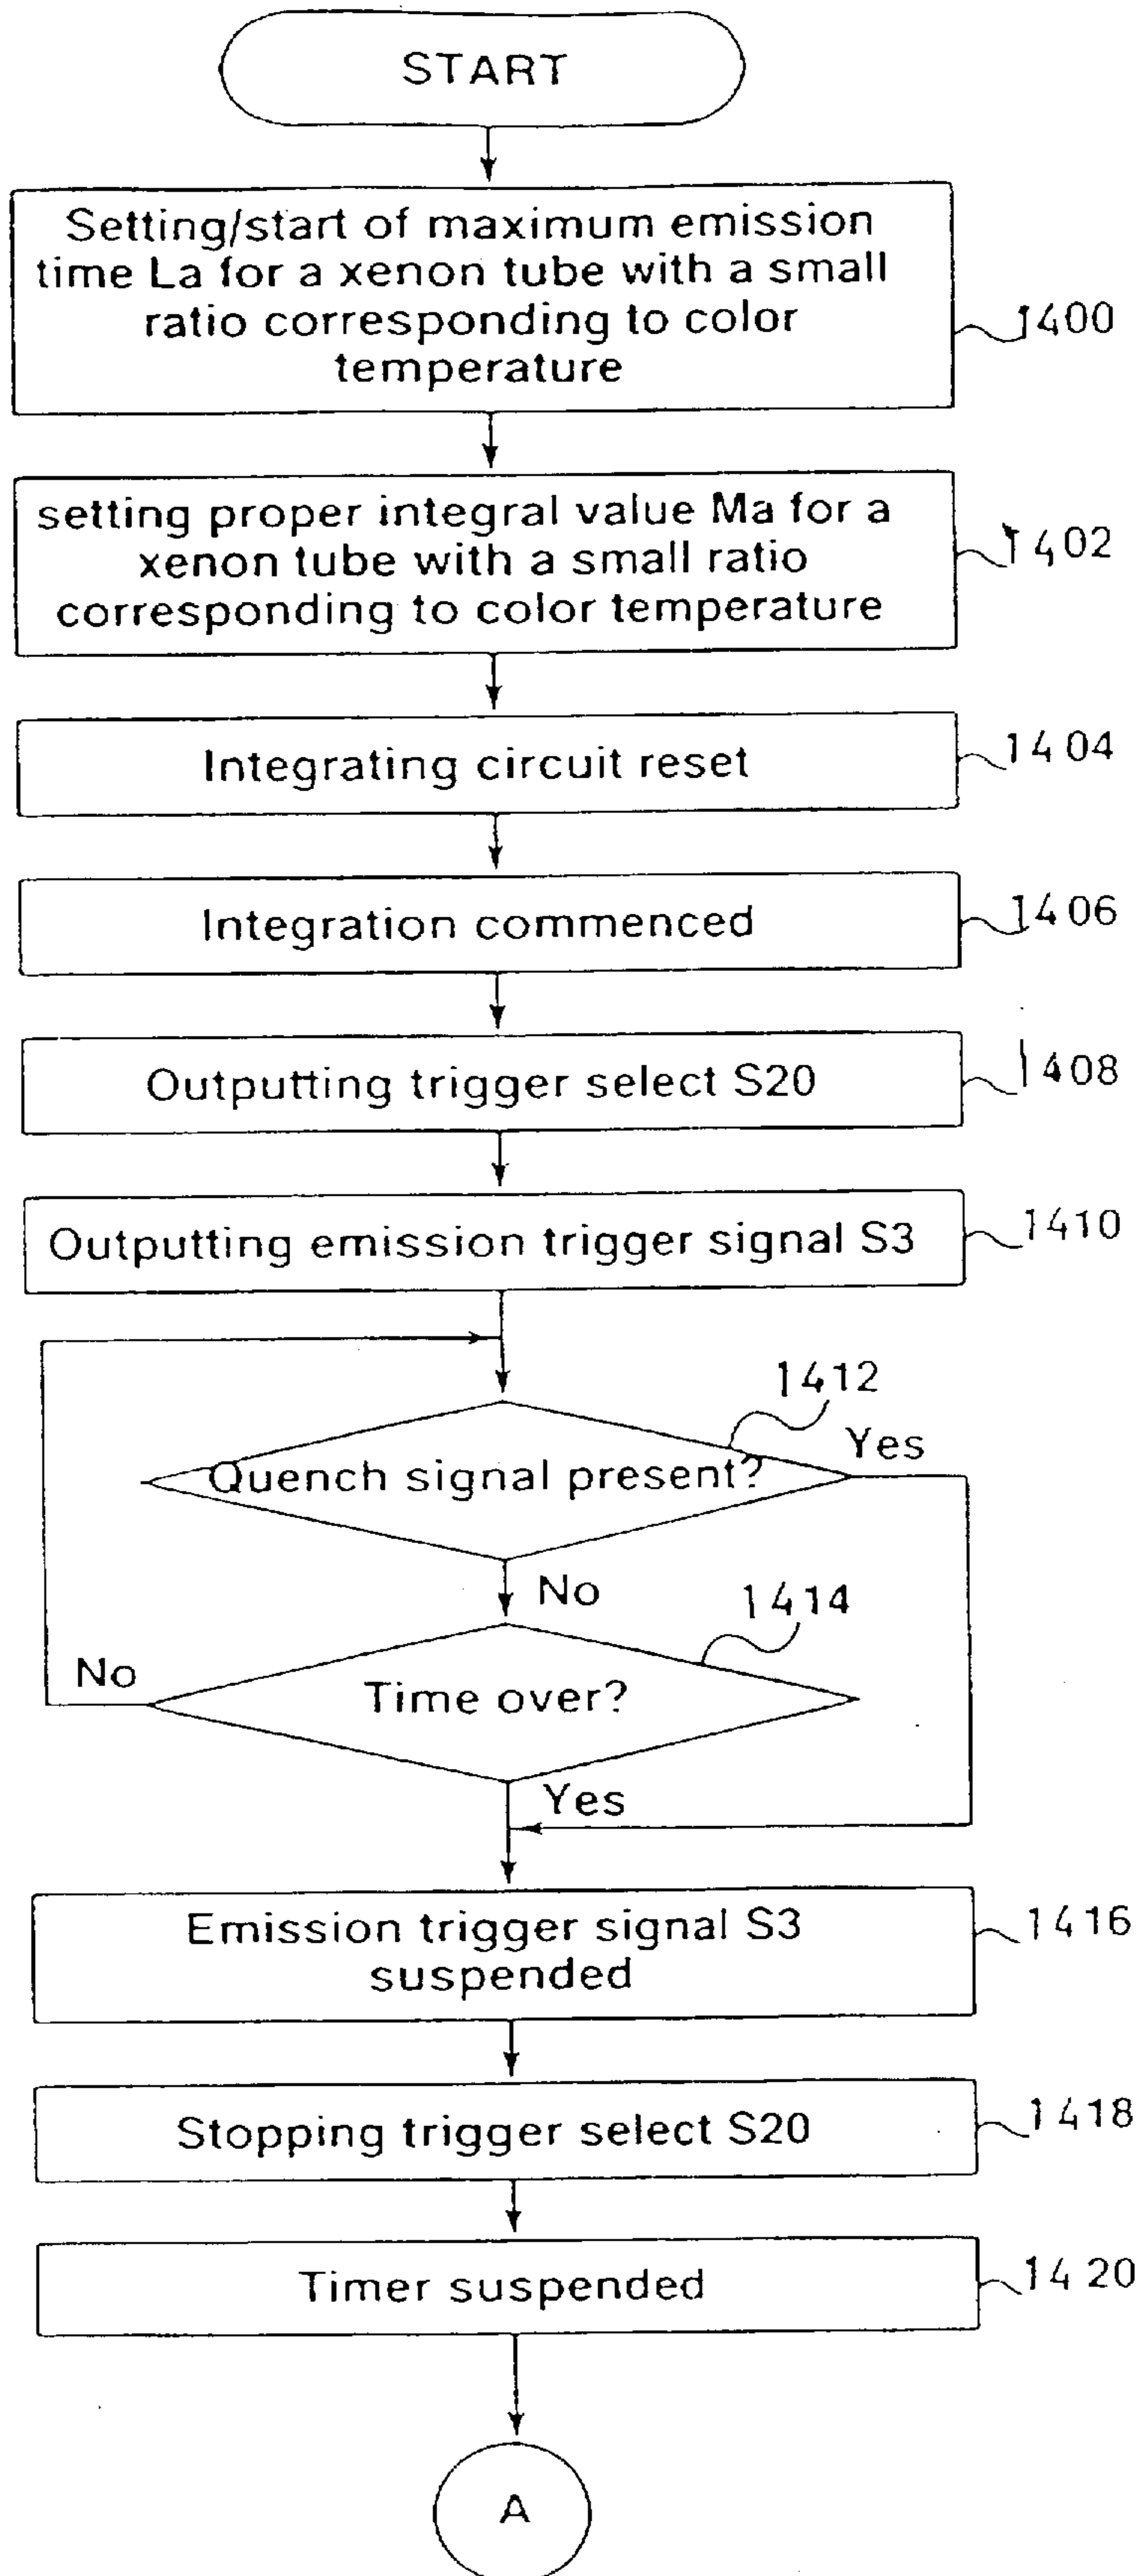 START
Setting/start of maximum emission
time La for a xenon tube with a small
ratio corresponding to color
temperature
1400
setting proper integral value Ma for a
xenon tube with a small ratio
corresponding to color temperature
1402
Integrating circuit reset
1404
Integration commenced
1406
Outputting trigger select S20
1408
Outputting emission trigger signal S3
1410
1412
Yes
Quench signal present?
No
1414
No
Time over?
Yes
Emission trigger signal S3
suspended
1416
Stopping trigger select S20
1418
Timer suspended
1420
A